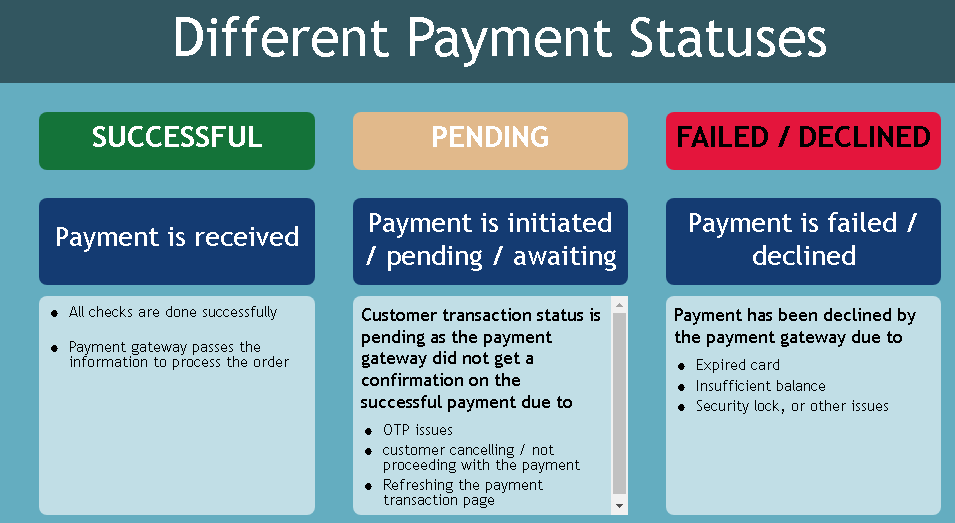 Different Payment Statuses
SUCCESSFUL
Payment is received
● All checks are done successfully
● Payment gateway passes the
information to process the order
PENDING
Payment is initiated
/ pending / awaiting
Customer transaction status is
pending as the payment
gateway did not get a
confirmation on the
successful payment due to
● OTP issues
● customer cancelling / not
proceeding with the payment
● Refreshing the payment
transaction page
FAILED / DECLINED
Payment is failed /
declined
Payment has been declined by
the payment gateway due to
● Expired card
● Insufficient balance
● Security lock, or other issues